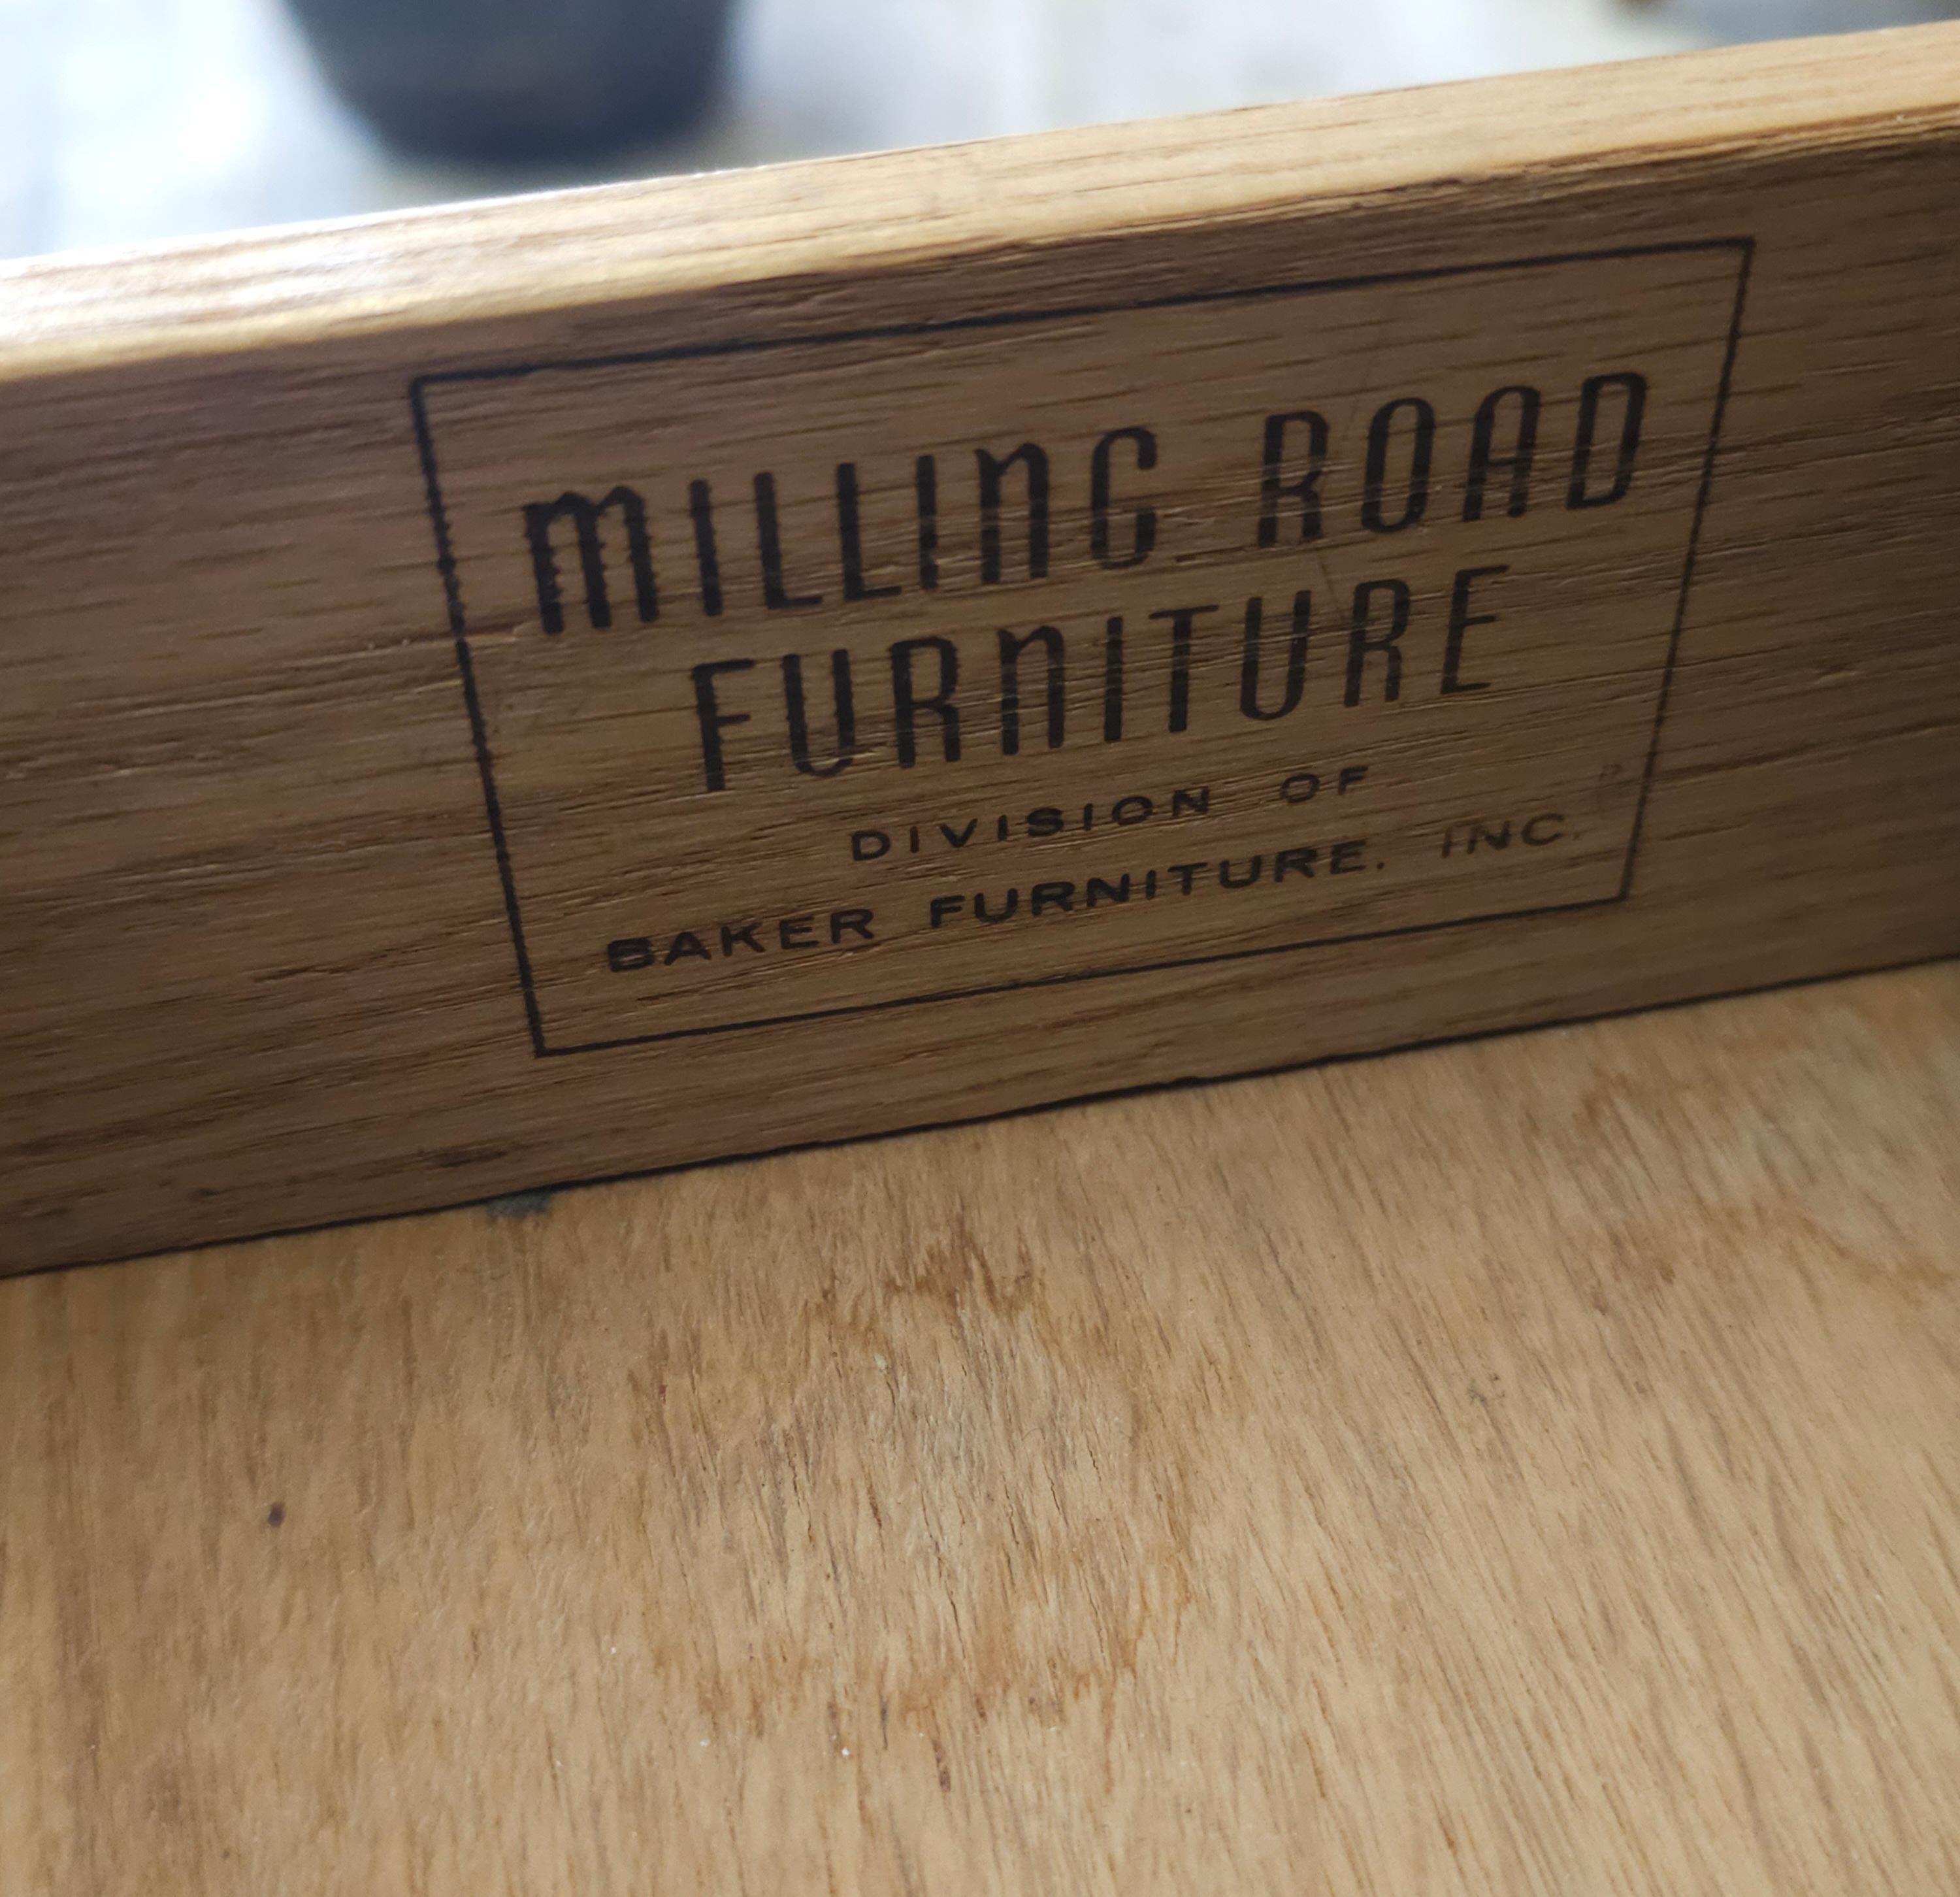 MILLING ROAD
FURNITURE
DIVISION OF
BAKER FURNITURE, INC.